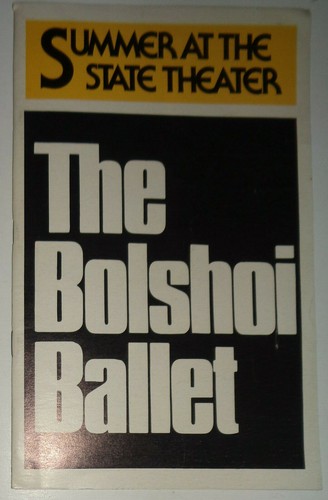 SUMMER AT THE
STATE THEATER
The
Bolshoi
Ballet